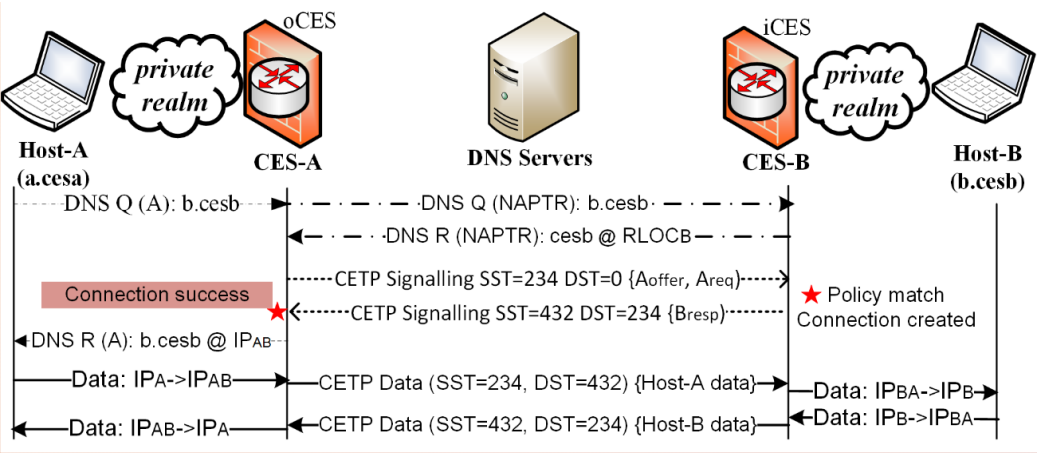 oCES
iCES
private
realm
private
realm
Host-A
(a.cesa)
CES-A
DNS Servers
CES-B
Host-B
(b.cesb)
DNS Q (A): b.cesb
DNS Q (NAPTR): b.cesb
DNS R (NAPTR): cesb @ RLOCB
CETP Signalling SST=234 DST=0 {Aoffer, Areq}
Connection success
CETP Signalling SST=432 DST=234 {Bresp}
Policy match
Connection created
DNS R (A): b.cesb @ IPAB
Data: IPA->IPAB
CETP Data (SST=234, DST=432) {Host-A data}
Data: IPBA->IPB
Data: IPB->IPBA
Data: IPAB->IPA
CETP Data (SST=432, DST=234) {Host-B data}